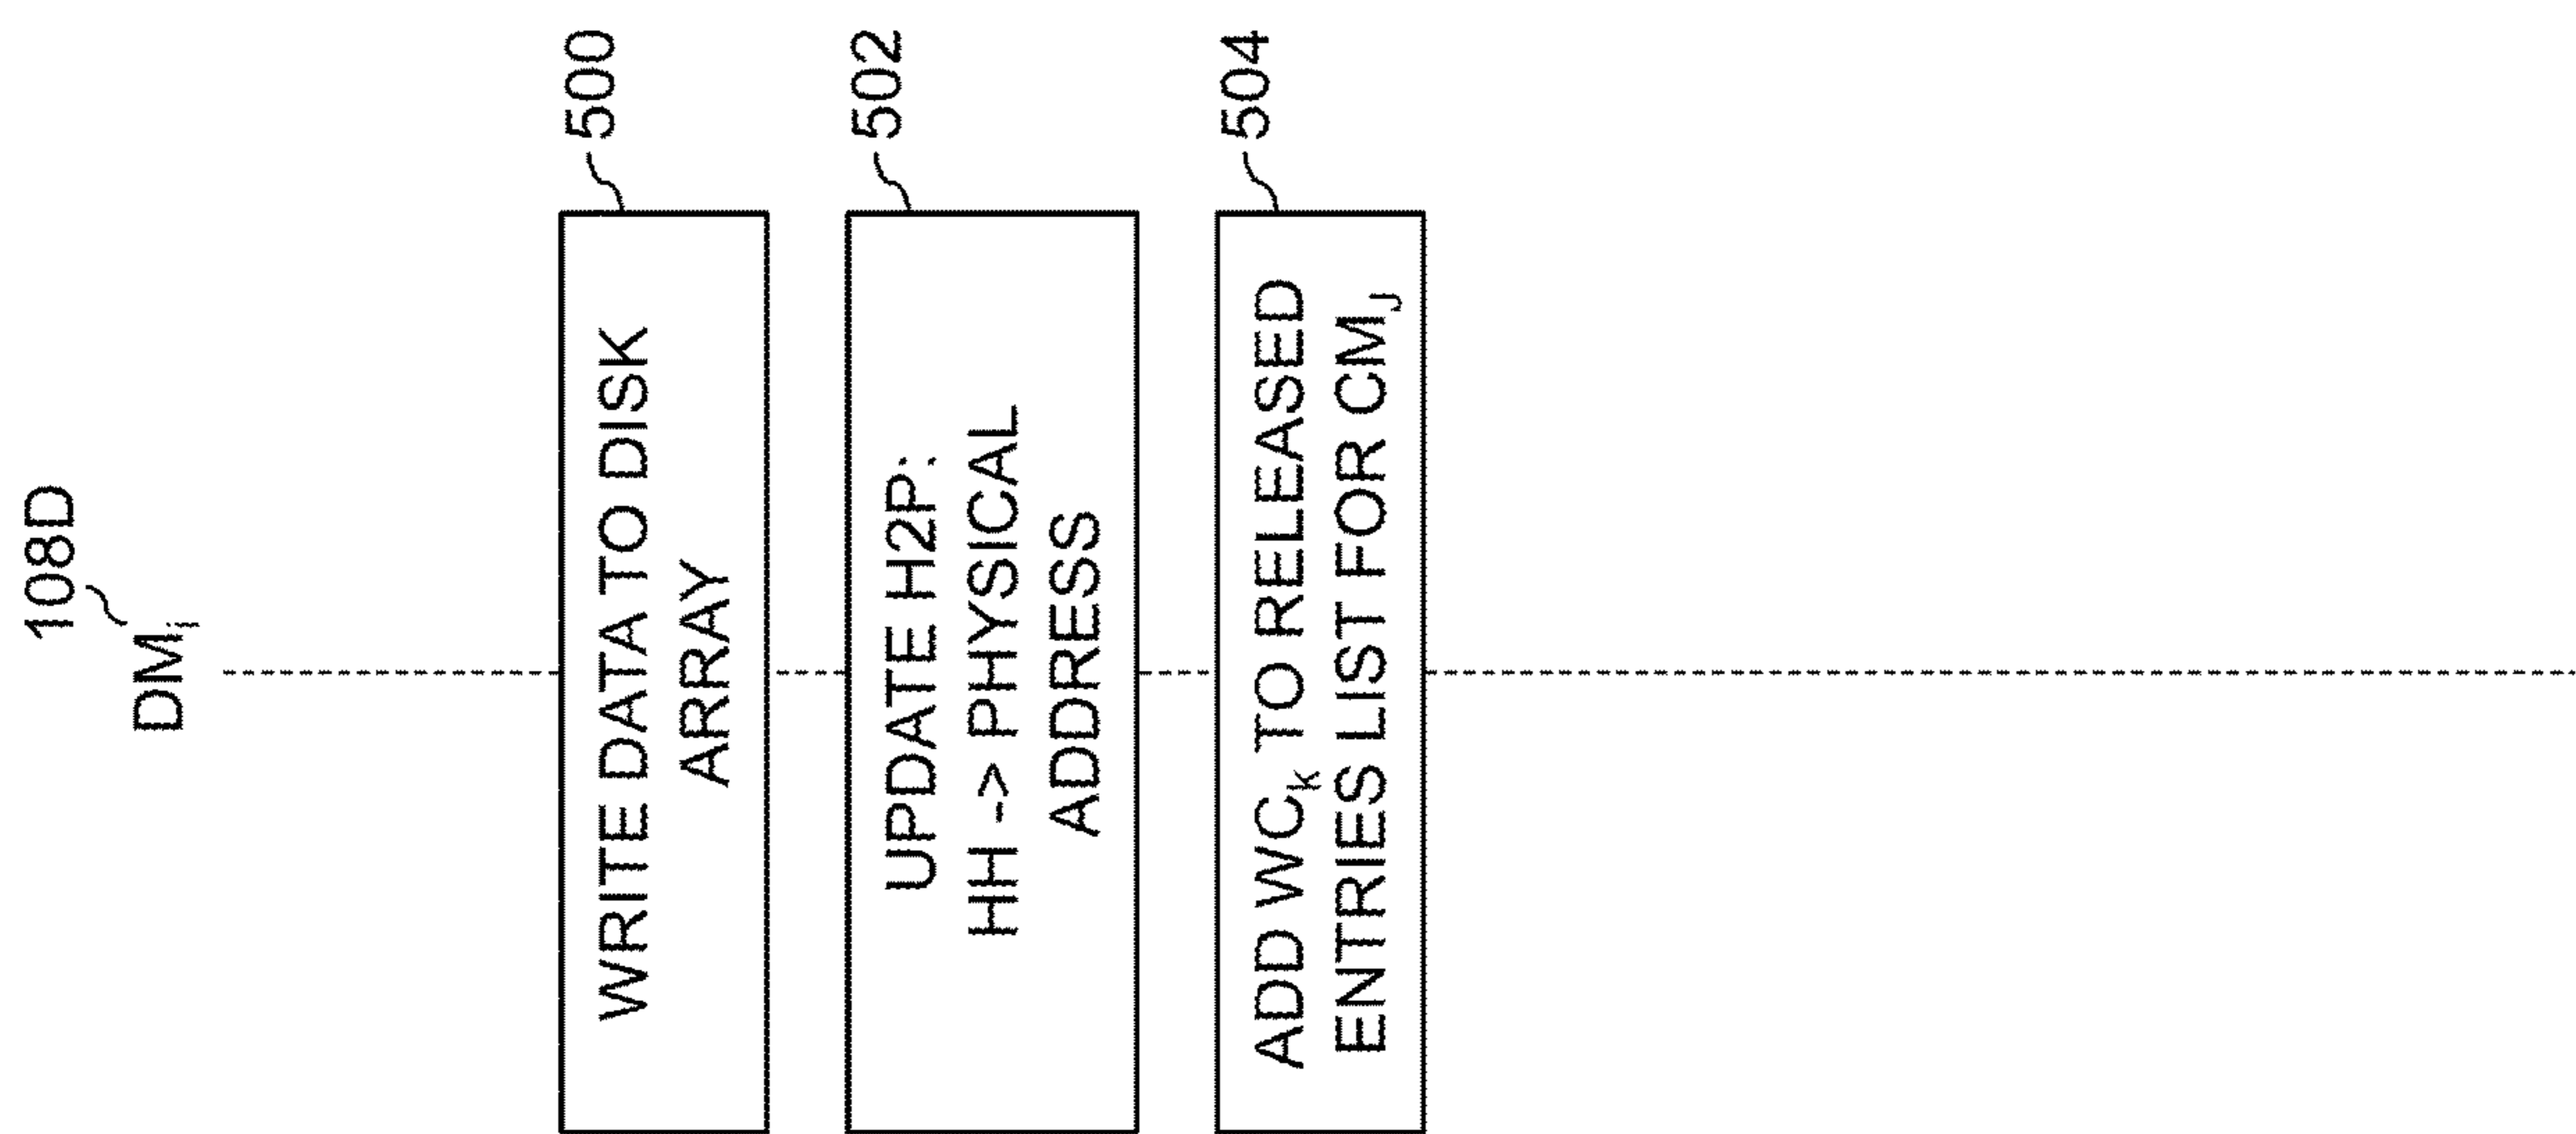 108D
DMᵢ
WRITE DATA TO DISK
ARRAY
500
UPDATE H2P:
HH -> PHYSICAL
ADDRESS
502
ADD WCₖ TO RELEASED
ENTRIES LIST FOR CM_J
504